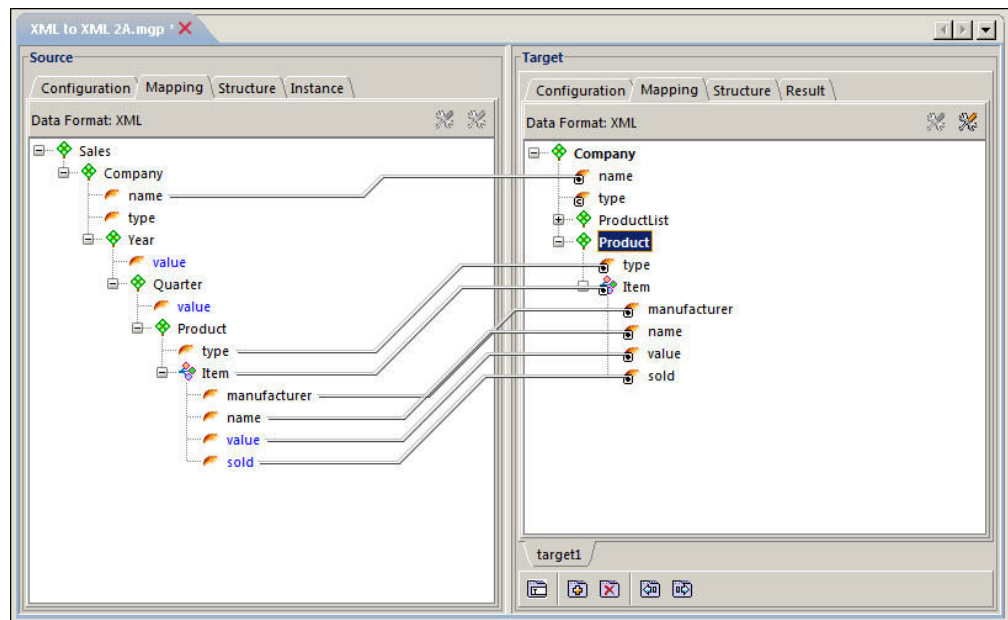 XML to XML 2A.mgp *
Source
Configuration Mapping Structure Instance
Data Format: XML
Sales
Company
name
type
Year
value
Quarter
value
Product
type
Item
manufacturer
name
value
sold
Target
Configuration Mapping Structure Result
Data Format: XML
Company
name
type
ProductList
Product
type
Item
manufacturer
name
value
sold
target1